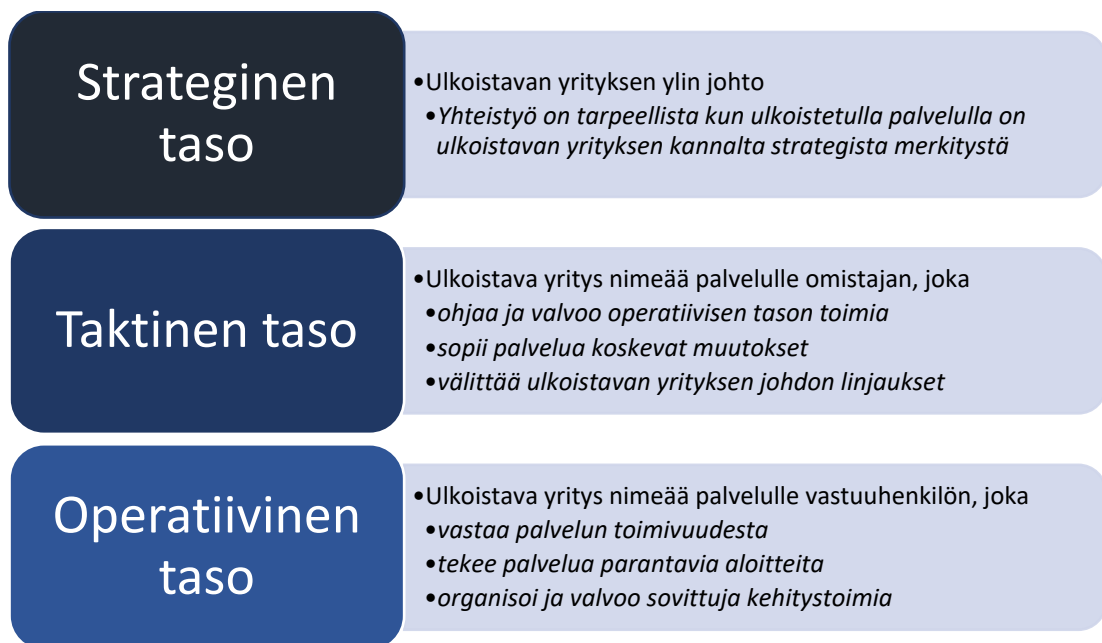 Strateginen
taso
•Ulkoistavan yrityksen ylin johto
•Yhteistyö on tarpeellista kun ulkoistetulla palvelulla on
ulkoistavan yrityksen kannalta strategista merkitystä
Taktinen taso
•Ulkoistava yritys nimeää palvelulle omistajan, joka
•ohjaa ja valvoo operatiivisen tason toimia
•sopii palvelua koskevat muutokset
•välittää ulkoistavan yrityksen johdon linjaukset
Operatiivinen
taso
•Ulkoistava yritys nimeää palvelulle vastuuhenkilön, joka
•vastaa palvelun toimivuudesta
•tekee palvelua parantavia aloitteita
•organisoi ja valvoo sovittuja kehitystoimia